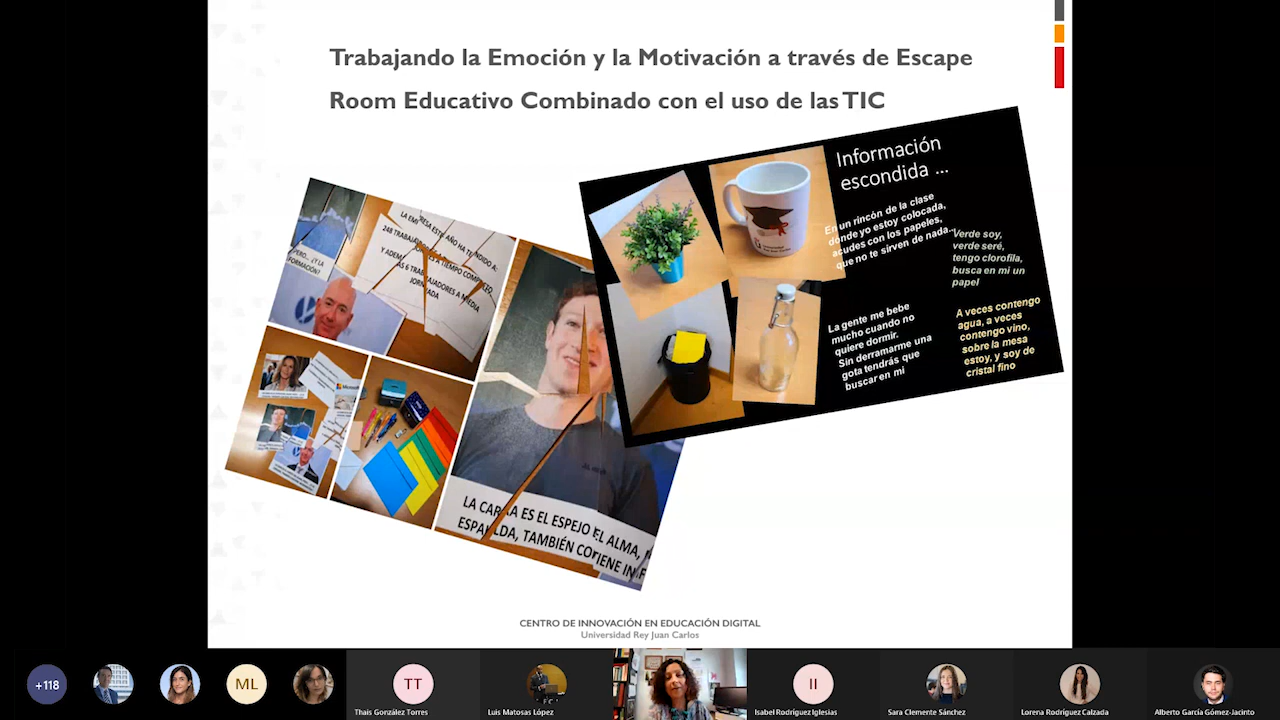 Trabajando la Emoción y la Motivación a través de Escape
Room Educativo Combinado con el uso de las TIC
Información
escondida ...
En un rincón de la clase
donde yo estoy colocada,
acudes con los papeles,
que no te sirven de nada...
Verde soy,
verde seré,
tengo clorofila,
busca en mi un
papel
La gente me bebe
mucho cuando no
quiere dormir.
Sin derramarme una
gota tendrás que
buscar en mi
A veces contengo
agua, a veces
contengo vino,
sobre la mesa
estoy, y soy de
cristal fino
LA CARA ES EL ESPEJO EL ALMA,
TAMBIÉN
CENTRO DE INNOVACIÓN EN EDUCACIÓN DIGITAL
Universidad Rey Juan Carlos
+118
ML
TT
II
Thais González Torres
Luis Matosas López
Isabel Rodríguez Iglesias
Sara Clemente Sánchez
Lorena Rodríguez Calzada
Alberto García Gómez-Jacinto